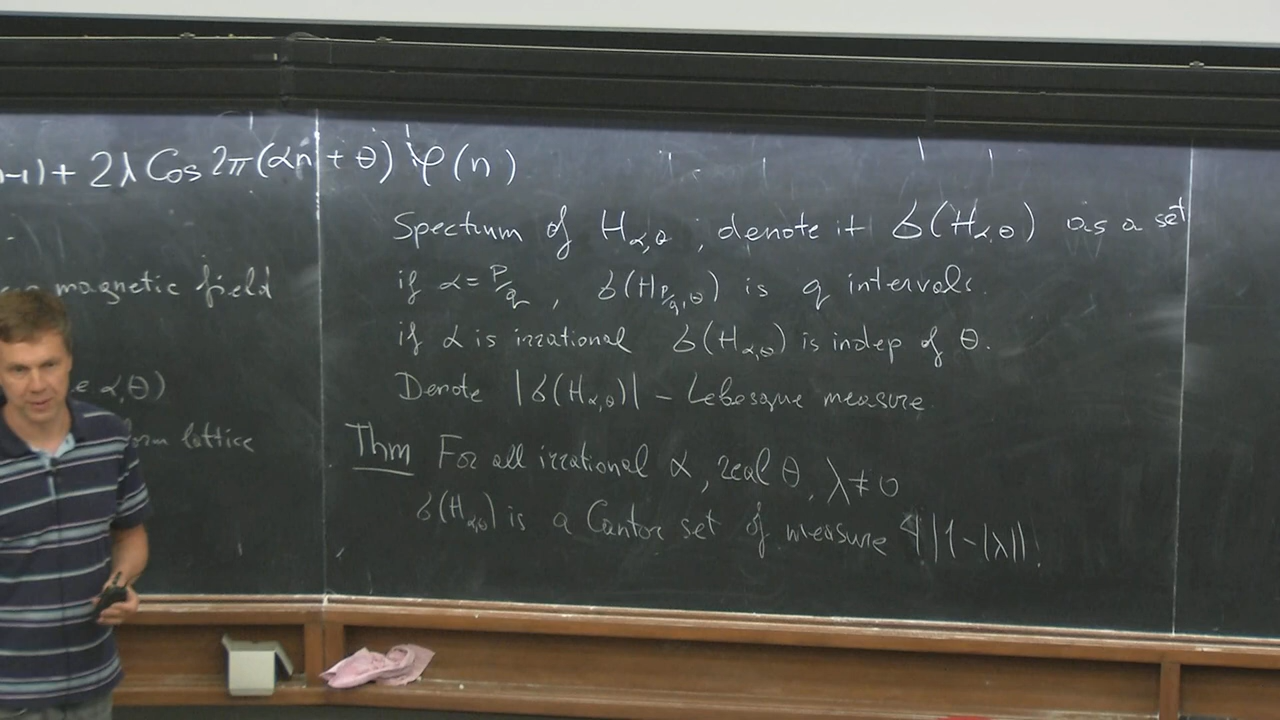 -1) + 2λ Cos 2π(αn + θ) φ(n)
magnetic field
e α,θ)
lattice
Spectrum of H_{α,θ}, denote it σ(H_{α,θ}) as a set
if α = p/q, σ(H_{p/q,θ}) is q intervals.
if α is irrational σ(H_{α,θ}) is indep of θ.
Denote |σ(H_{α,θ})| - Lebesgue measure
Thm For all irrational α, real θ, λ ≠ 0
σ(H_{α,θ}) is a Cantor set of measure 4|1-|λ||.